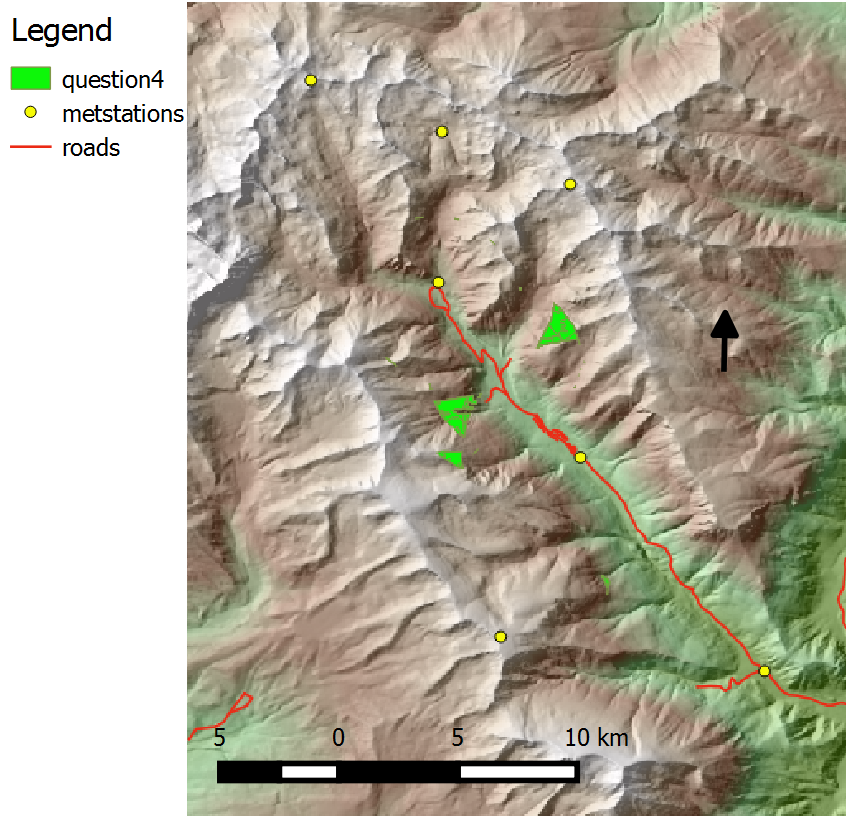 Legend
question4
metstations
roads
5 0 5 10 km